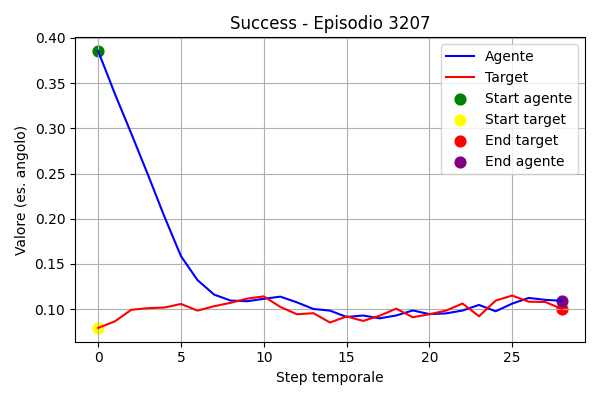 Success - Episodio 3207
Valore (es. angolo)
0.40
0.35
0.30
0.25
0.20
0.15
0.10
Agente
Target
Start agente
Start target
End target
End agente
0 5 10 15 20 25
Step temporale